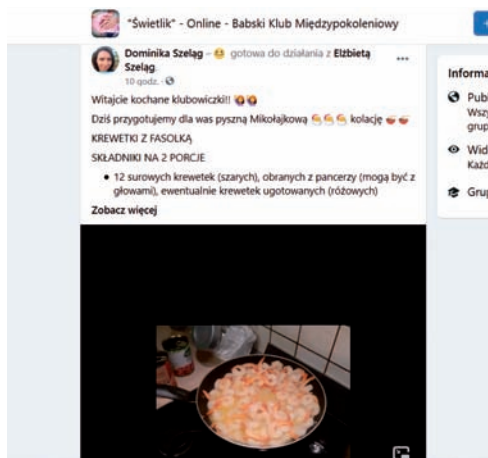 "Świetlik" - Online - Babski Klub Międzypokoleniowy
Dominika Szeląg – 😀 gotowa do działania z Elżbietą
Szeląg.
10 godz. ·
Witajcie kochane klubowiczki!!
Dziś przygotujemy dla was pyszną Mikołajkową kolację
KREWETKI Z FASOLKĄ
SKŁADNIKI NA 2 PORCJE
• 12 surowych krewetek (szarych), obranych z pancerzy (mogą być z
głowami), ewentualnie krewetek ugotowanych (różowych)
Zobacz więcej
Informa
Publ
Wszy
grup
Wid
Każd
Grup